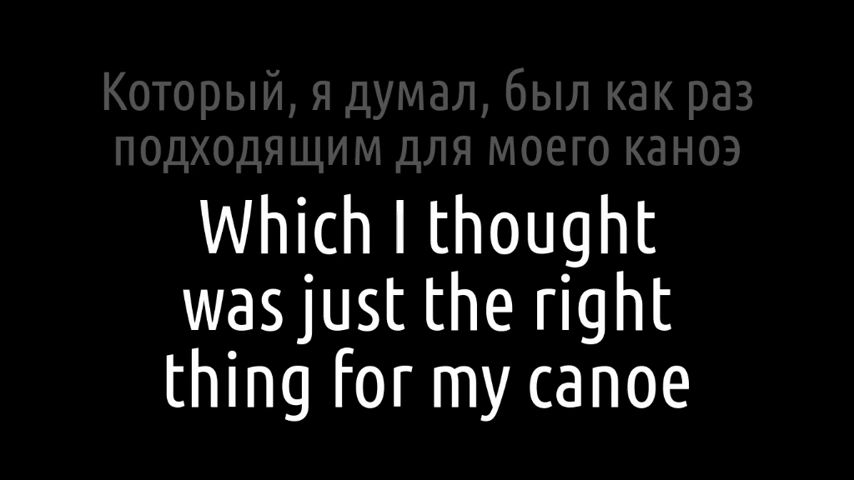 Который, я думал, был как раз
подходящим для моего каноэ
Which I thought
was just the right
thing for my canoe